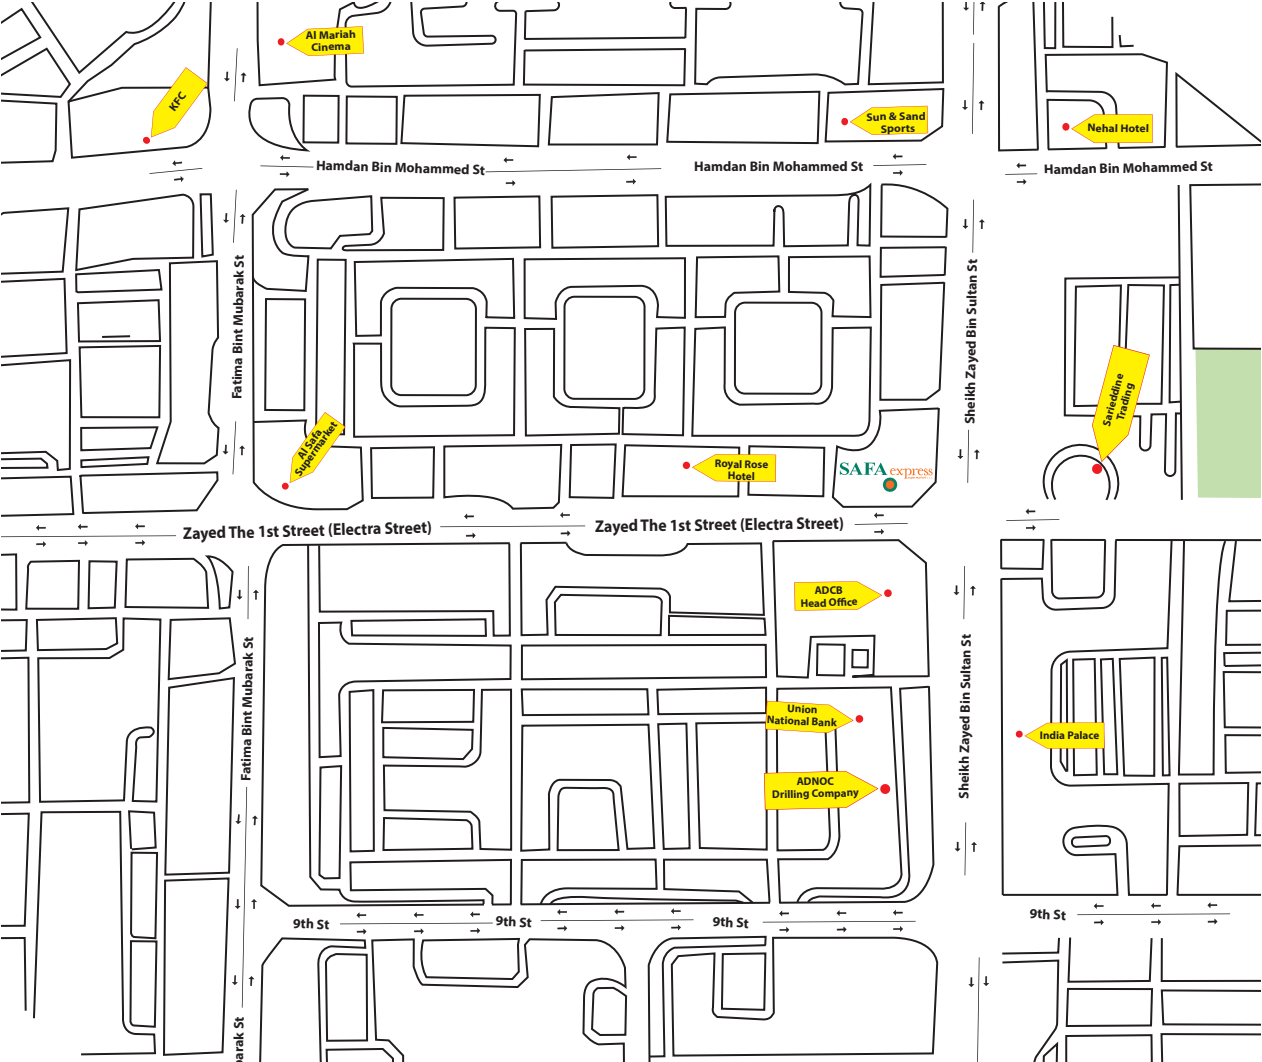 Al Mariah
Cinema
KFC
Sun & Sand
Sports
Nehal Hotel
Hamdan Bin Mohammed St
Hamdan Bin Mohammed St
Hamdan Bin Mohammed St
Fatima Bint Mubarak St
Sheikh Zayed Bin Sultan St
Sarieddine
Trading
Al Safa
Supermarket
Royal Rose
Hotel
SAFA express
Zayed The 1st Street (Electra Street)
Zayed The 1st Street (Electra Street)
ADCB
Head Office
Fatima Bint Mubarak St
Sheikh Zayed Bin Sultan St
Union
National Bank
India Palace
ADNOC
Drilling Company
9th St
9th St
9th St
9th St
barak St